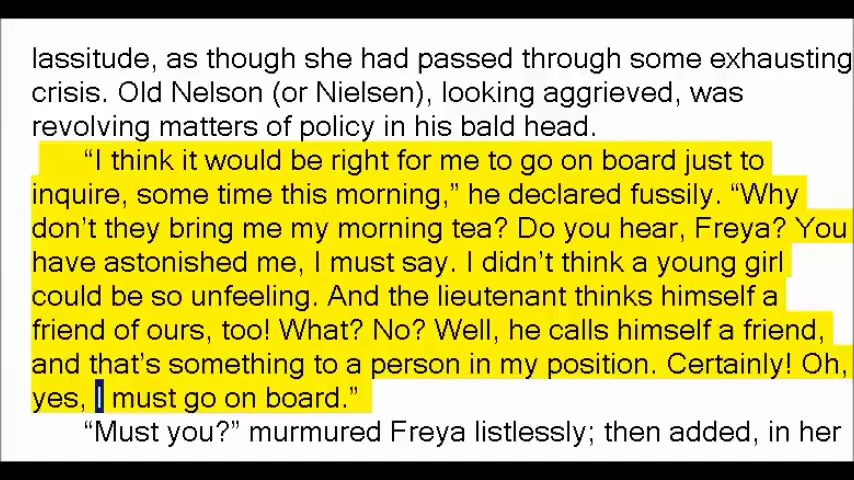 lassitude, as though she had passed through some exhausting
crisis. Old Nelson (or Nielsen), looking aggrieved, was
revolving matters of policy in his bald head.
“I think it would be right for me to go on board just to
inquire, some time this morning,” he declared fussily. “Why
don’t they bring me my morning tea? Do you hear, Freya? You
have astonished me, I must say. I didn’t think a young girl
could be so unfeeling. And the lieutenant thinks himself a
friend of ours, too! What? No? Well, he calls himself a friend,
and that’s something to a person in my position. Certainly! Oh,
yes, I must go on board.”
“Must you?” murmured Freya listlessly; then added, in her